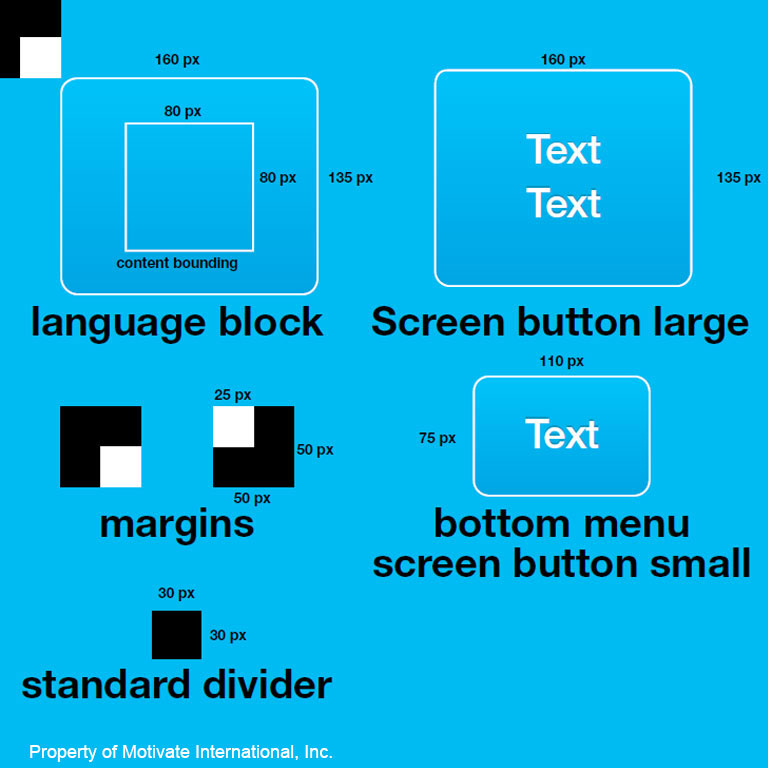 160 px
80 px
80 px
135 px
content bounding
language block
160 px
Text
Text
135 px
Screen button large
25 px
50 px
50 px
margins
110 px
75 px
Text
bottom menu
screen button small
30 px
30 px
standard divider
Property of Motivate International, Inc.